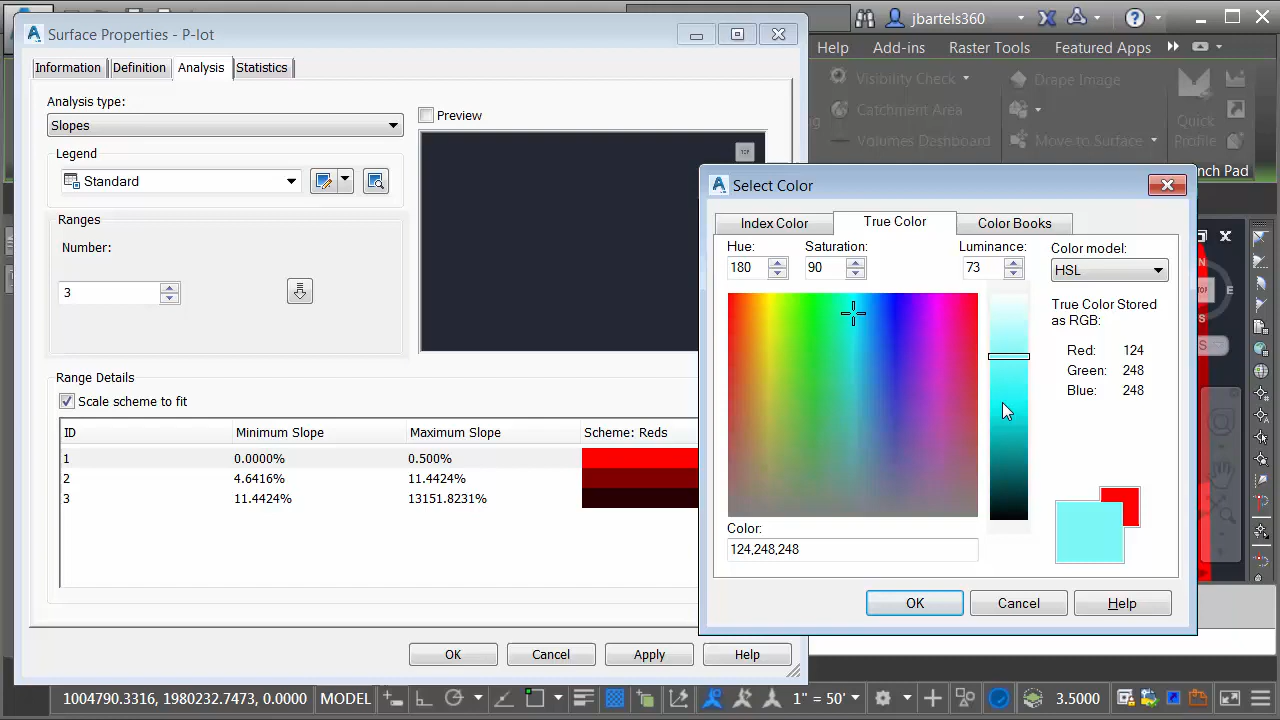 jbartels360
Surface Properties - P-lot
Help Add-ins Raster Tools Featured Apps
Information Definition Analysis Statistics
Visibility Check Drape Image
Analysis type:
Preview
Catchment Area
Slopes
Volumes Dashboard Move to Surface
Quick
Profile
Legend
TOP
nch Pad
Standard
Select Color
Ranges
Index Color True Color Color Books
Number:
Hue: Saturation: Luminance: Color model:
180 90 73 HSL
3
True Color Stored
as RGB:
Red: 124
Green: 248
Blue: 248
TOP
N
E
S
Range Details
Scale scheme to fit
ID Minimum Slope Maximum Slope Scheme: Reds
1 0.0000% 0.500%
2 4.6416% 11.4424%
3 11.4424% 13151.8231%
Color:
124,248,248
OK Cancel Help
OK Cancel Apply Help
1004790.3316, 1980232.7473, 0.0000 MODEL 1" = 50' 3.5000